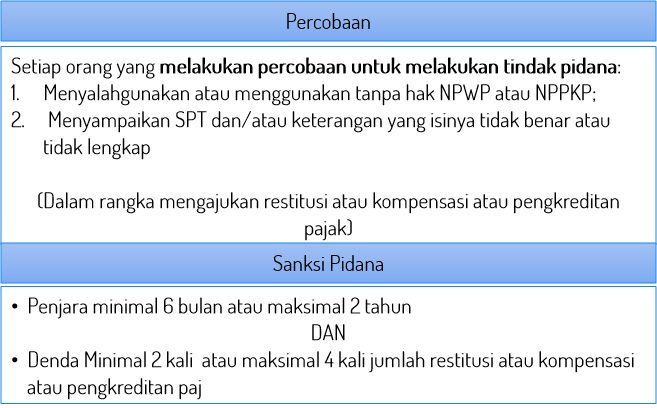 Percobaan
Setiap orang yang melakukan percobaan untuk melakukan tindak pidana:
1. Menyalahgunakan atau menggunakan tanpa hak NPWP atau NPPKP;
2. Menyampaikan SPT dan/atau keterangan yang isinya tidak benar atau
tidak lengkap
(Dalam rangka mengajukan restitusi atau kompensasi atau pengkreditan
pajak)
Sanksi Pidana
• Penjara minimal 6 bulan atau maksimal 2 tahun
DAN
• Denda Minimal 2 kali atau maksimal 4 kali jumlah restitusi atau kompensasi
atau pengkreditan paj